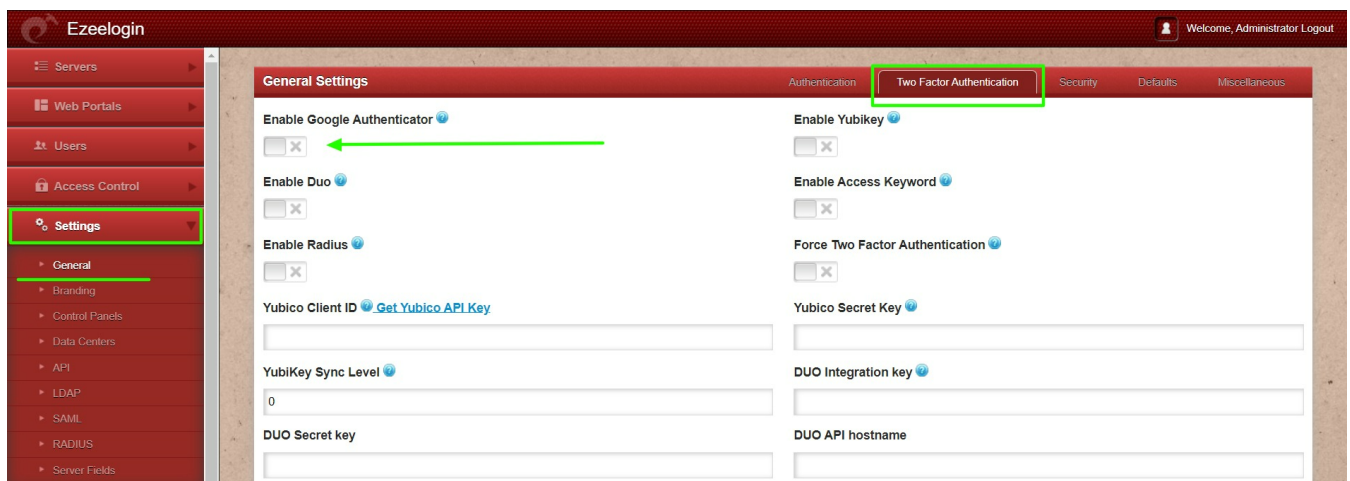 Ezeelogin
Welcome, Administrator Logout
Servers
Web Portals
Users
Access Control
Settings
General
Branding
Control Panels
Data Centers
API
LDAP
SAML
RADIUS
Server Fields
General Settings
Authentication
Two Factor Authentication
Security
Defaults
Miscellaneous
Enable Google Authenticator
Enable Yubikey
Enable Duo
Enable Access Keyword
Enable Radius
Force Two Factor Authentication
Yubico Client ID Get Yubico API Key
Yubico Secret Key
YubiKey Sync Level
0
DUO Integration key
DUO Secret key
DUO API hostname